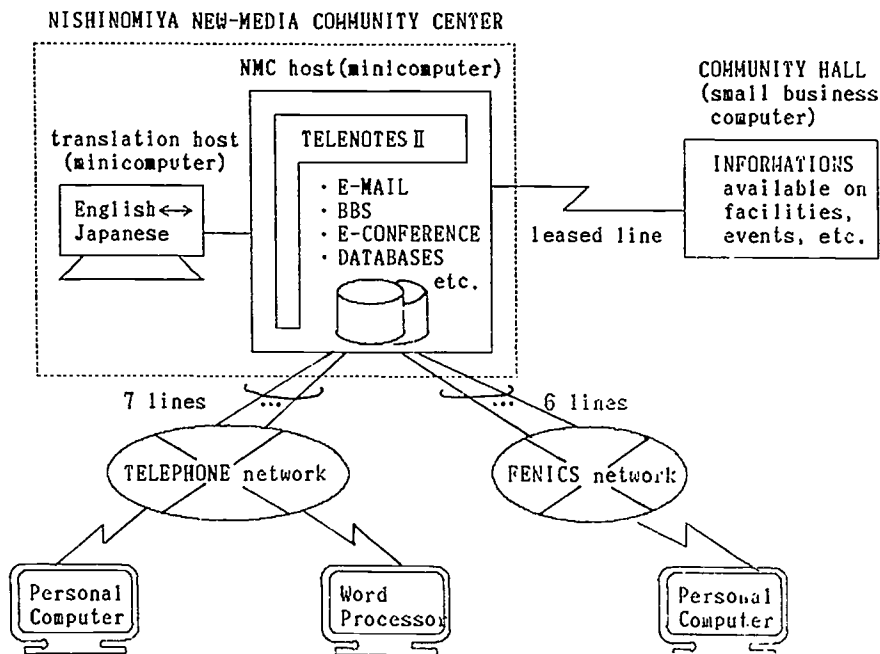 NISHINOMIYA NEW-MEDIA COMMUNITY CENTER
NMC host(minicomputer)
TELENOTES II
· E-MAIL
· BBS
· E-CONFERENCE
· DATABASES
etc.
translation host
(minicomputer)
English↔
Japanese
COMMUNITY HALL
(small business
computer)
INFORMATIONS
available on
facilities,
events, etc.
leased line
7 lines
...
...
6 lines
TELEPHONE network
FENICS network
Personal
Computer
Word
Processor
Personal
Computer